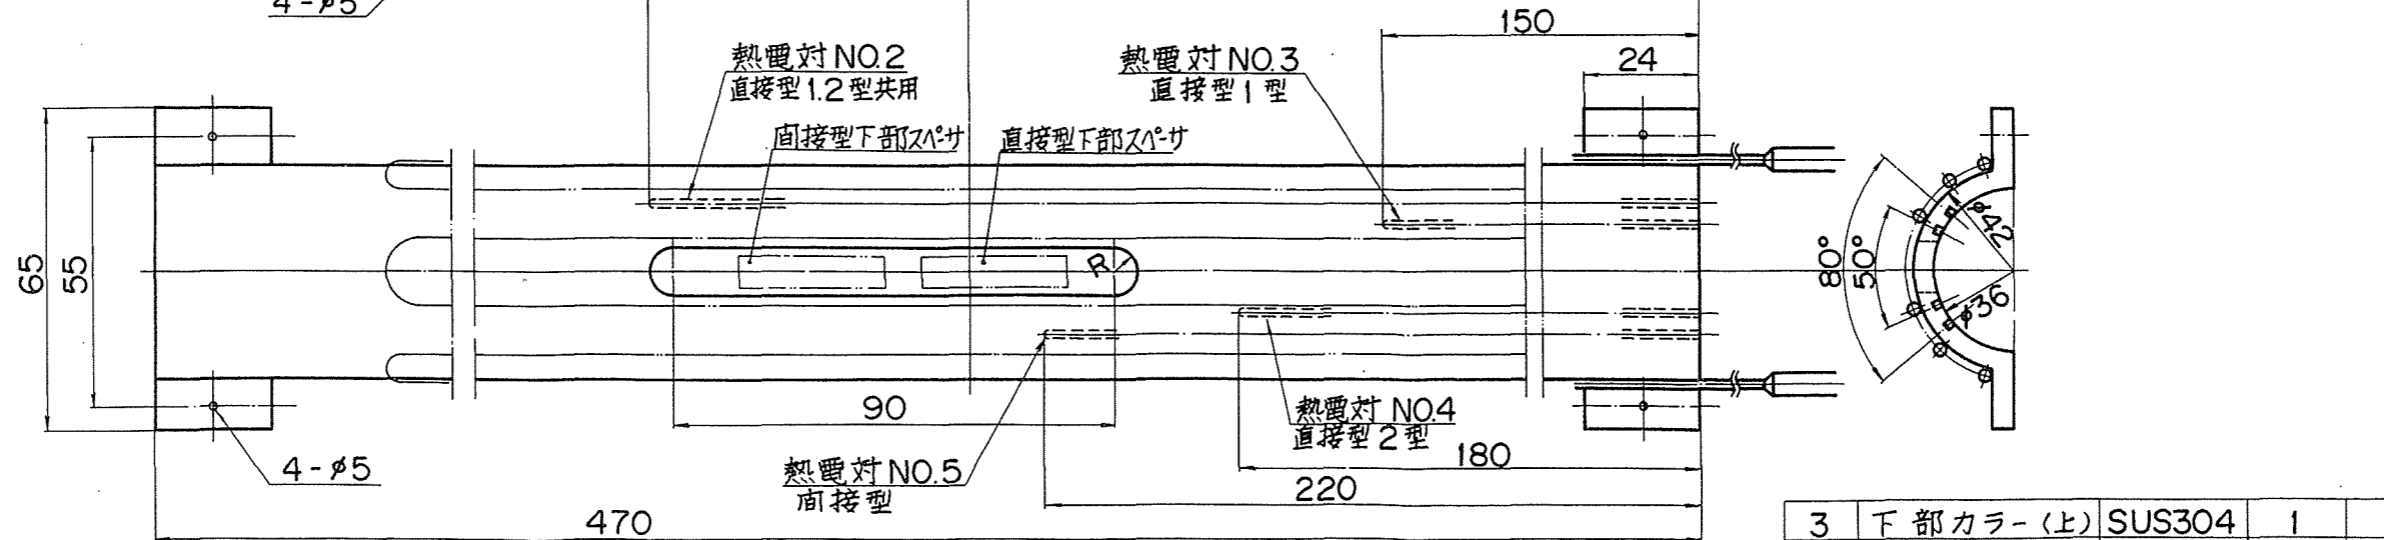 4-φ5
150
熱電対 NO.2
直接型1.2型共用
熱電対 NO.3
直接型1型
24
間接型下部スペーサ
直接型下部スペーサ
65
55
R
80°
50°
φ42
φ36
90
熱電対 NO.4
直接型2型
4-φ5
熱電対 NO.5
間接型
180
220
470
3 下部カラー(上) SUS304 1